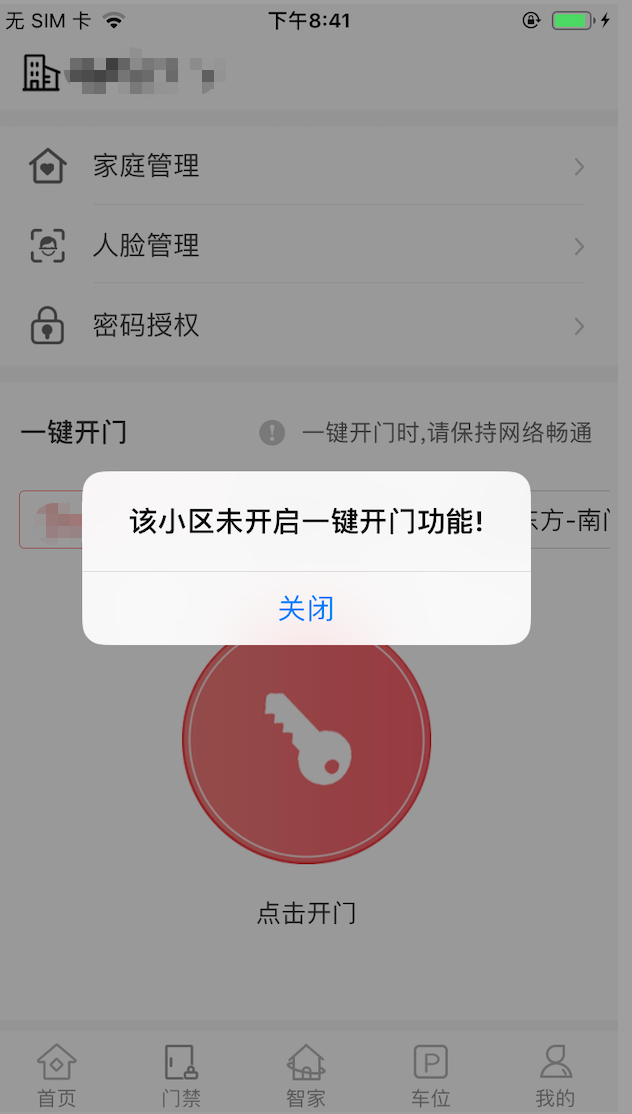 无 SIM 卡
下午8:41
家庭管理
人脸管理
密码授权
一键开门
一键开门时,请保持网络畅通
该小区未开启一键开门功能!
方-南门
关闭
P
点击开门
首页
门禁
智家
车位
我的